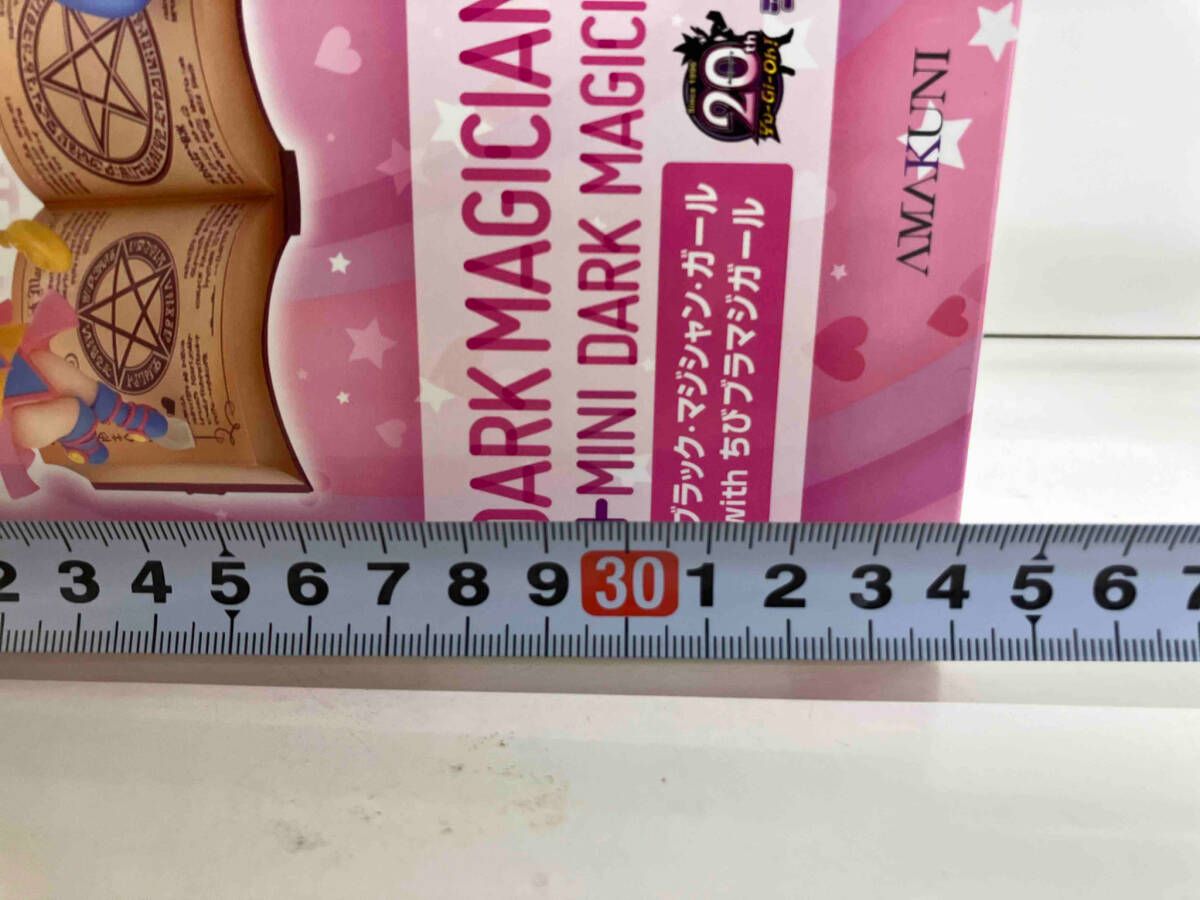 DARK MAGICIAN
+MINI DARK MAGICI
Since 1996
20th
Yu-Gi-Oh!
ブラック・マジシャン・ガール
with ちびブラマジガール
AMAKUNI
2 3 4 5 6 7 8 9 30 1 2 3 4 5 6 7